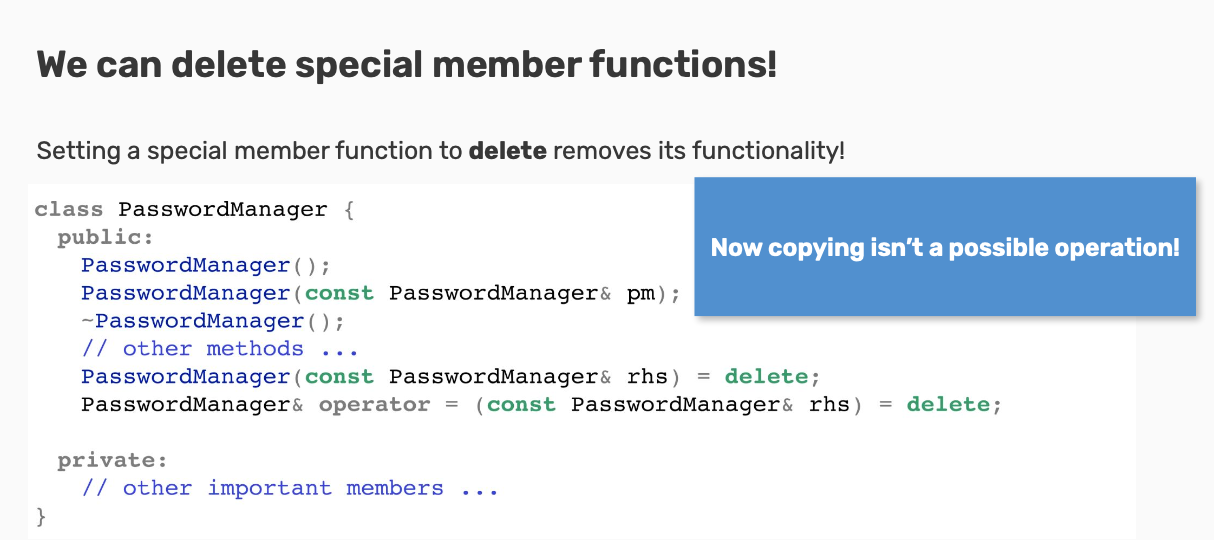 We can delete special member functions!
Setting a special member function to delete removes its functionality!
Now copying isn’t a possible operation!
class PasswordManager {
public:
PasswordManager();
PasswordManager(const PasswordManager& pm);
~PasswordManager();
// other methods ...
PasswordManager(const PasswordManager& rhs) = delete;
PasswordManager& operator = (const PasswordManager& rhs) = delete;
private:
// other important members ...
}